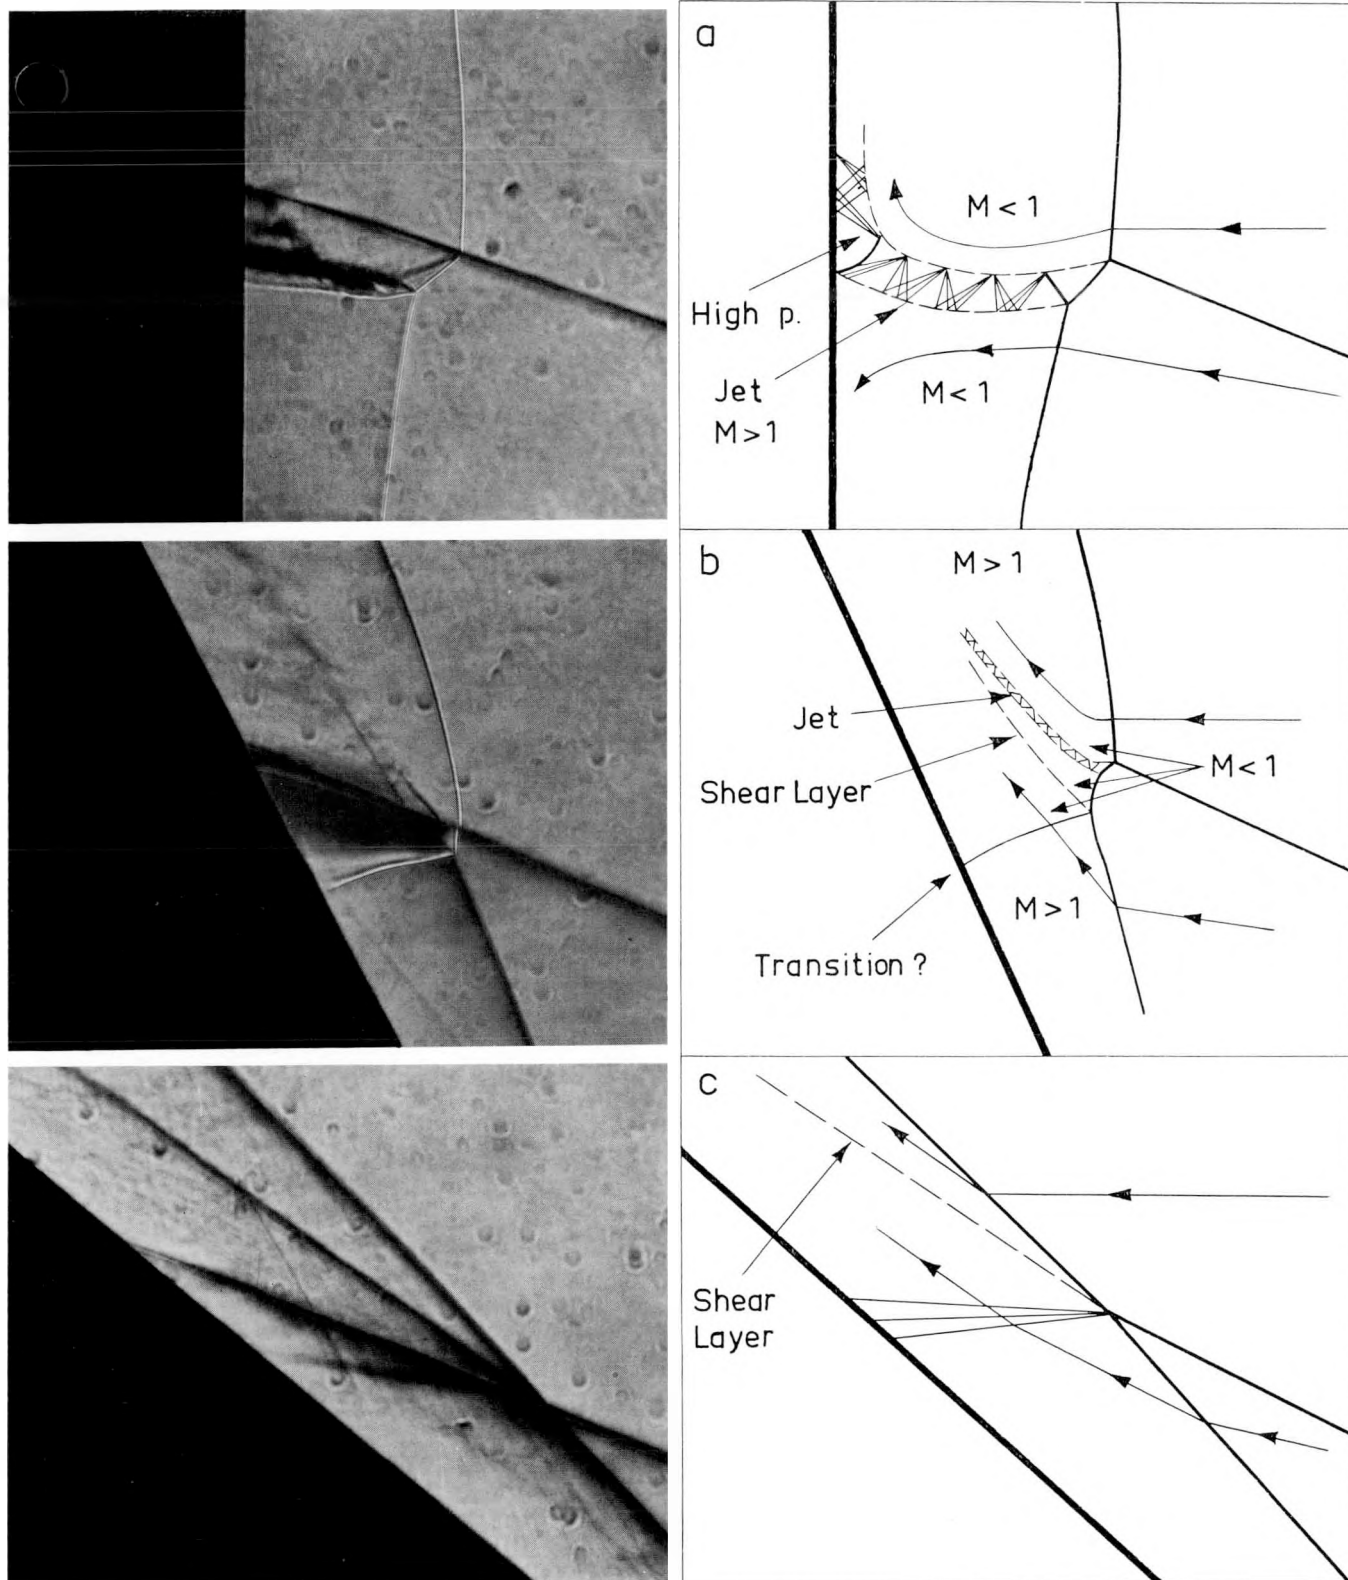 a
M < 1
High p.
M < 1
Jet
M > 1
b
M > 1
Jet
M < 1
Shear Layer
M > 1
Transition ?
c
Shear
Layer